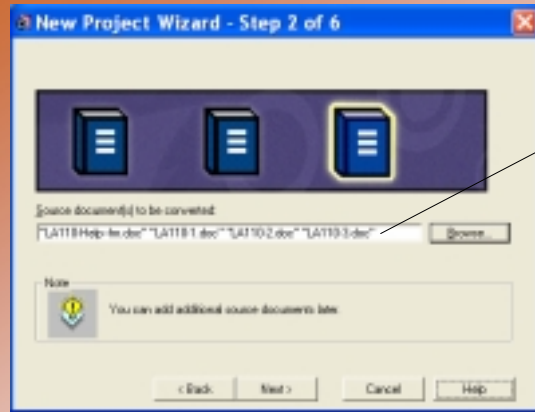 New Project Wizard - Step 2 of 6
Source document(s) to be converted:
"LA110-Help-fm.doc" "LA110-1.doc" "LA110-2.doc" "LA110-3.doc"
Browse...
Note
You can add additional source documents later.
< Back
Next >
Cancel
Help